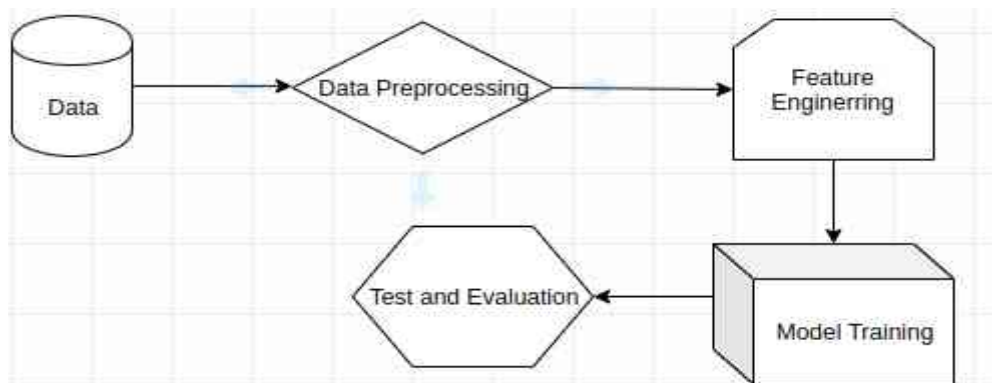 Data
Data Preprocessing
Feature
Enginerring
Model Training
Test and Evaluation